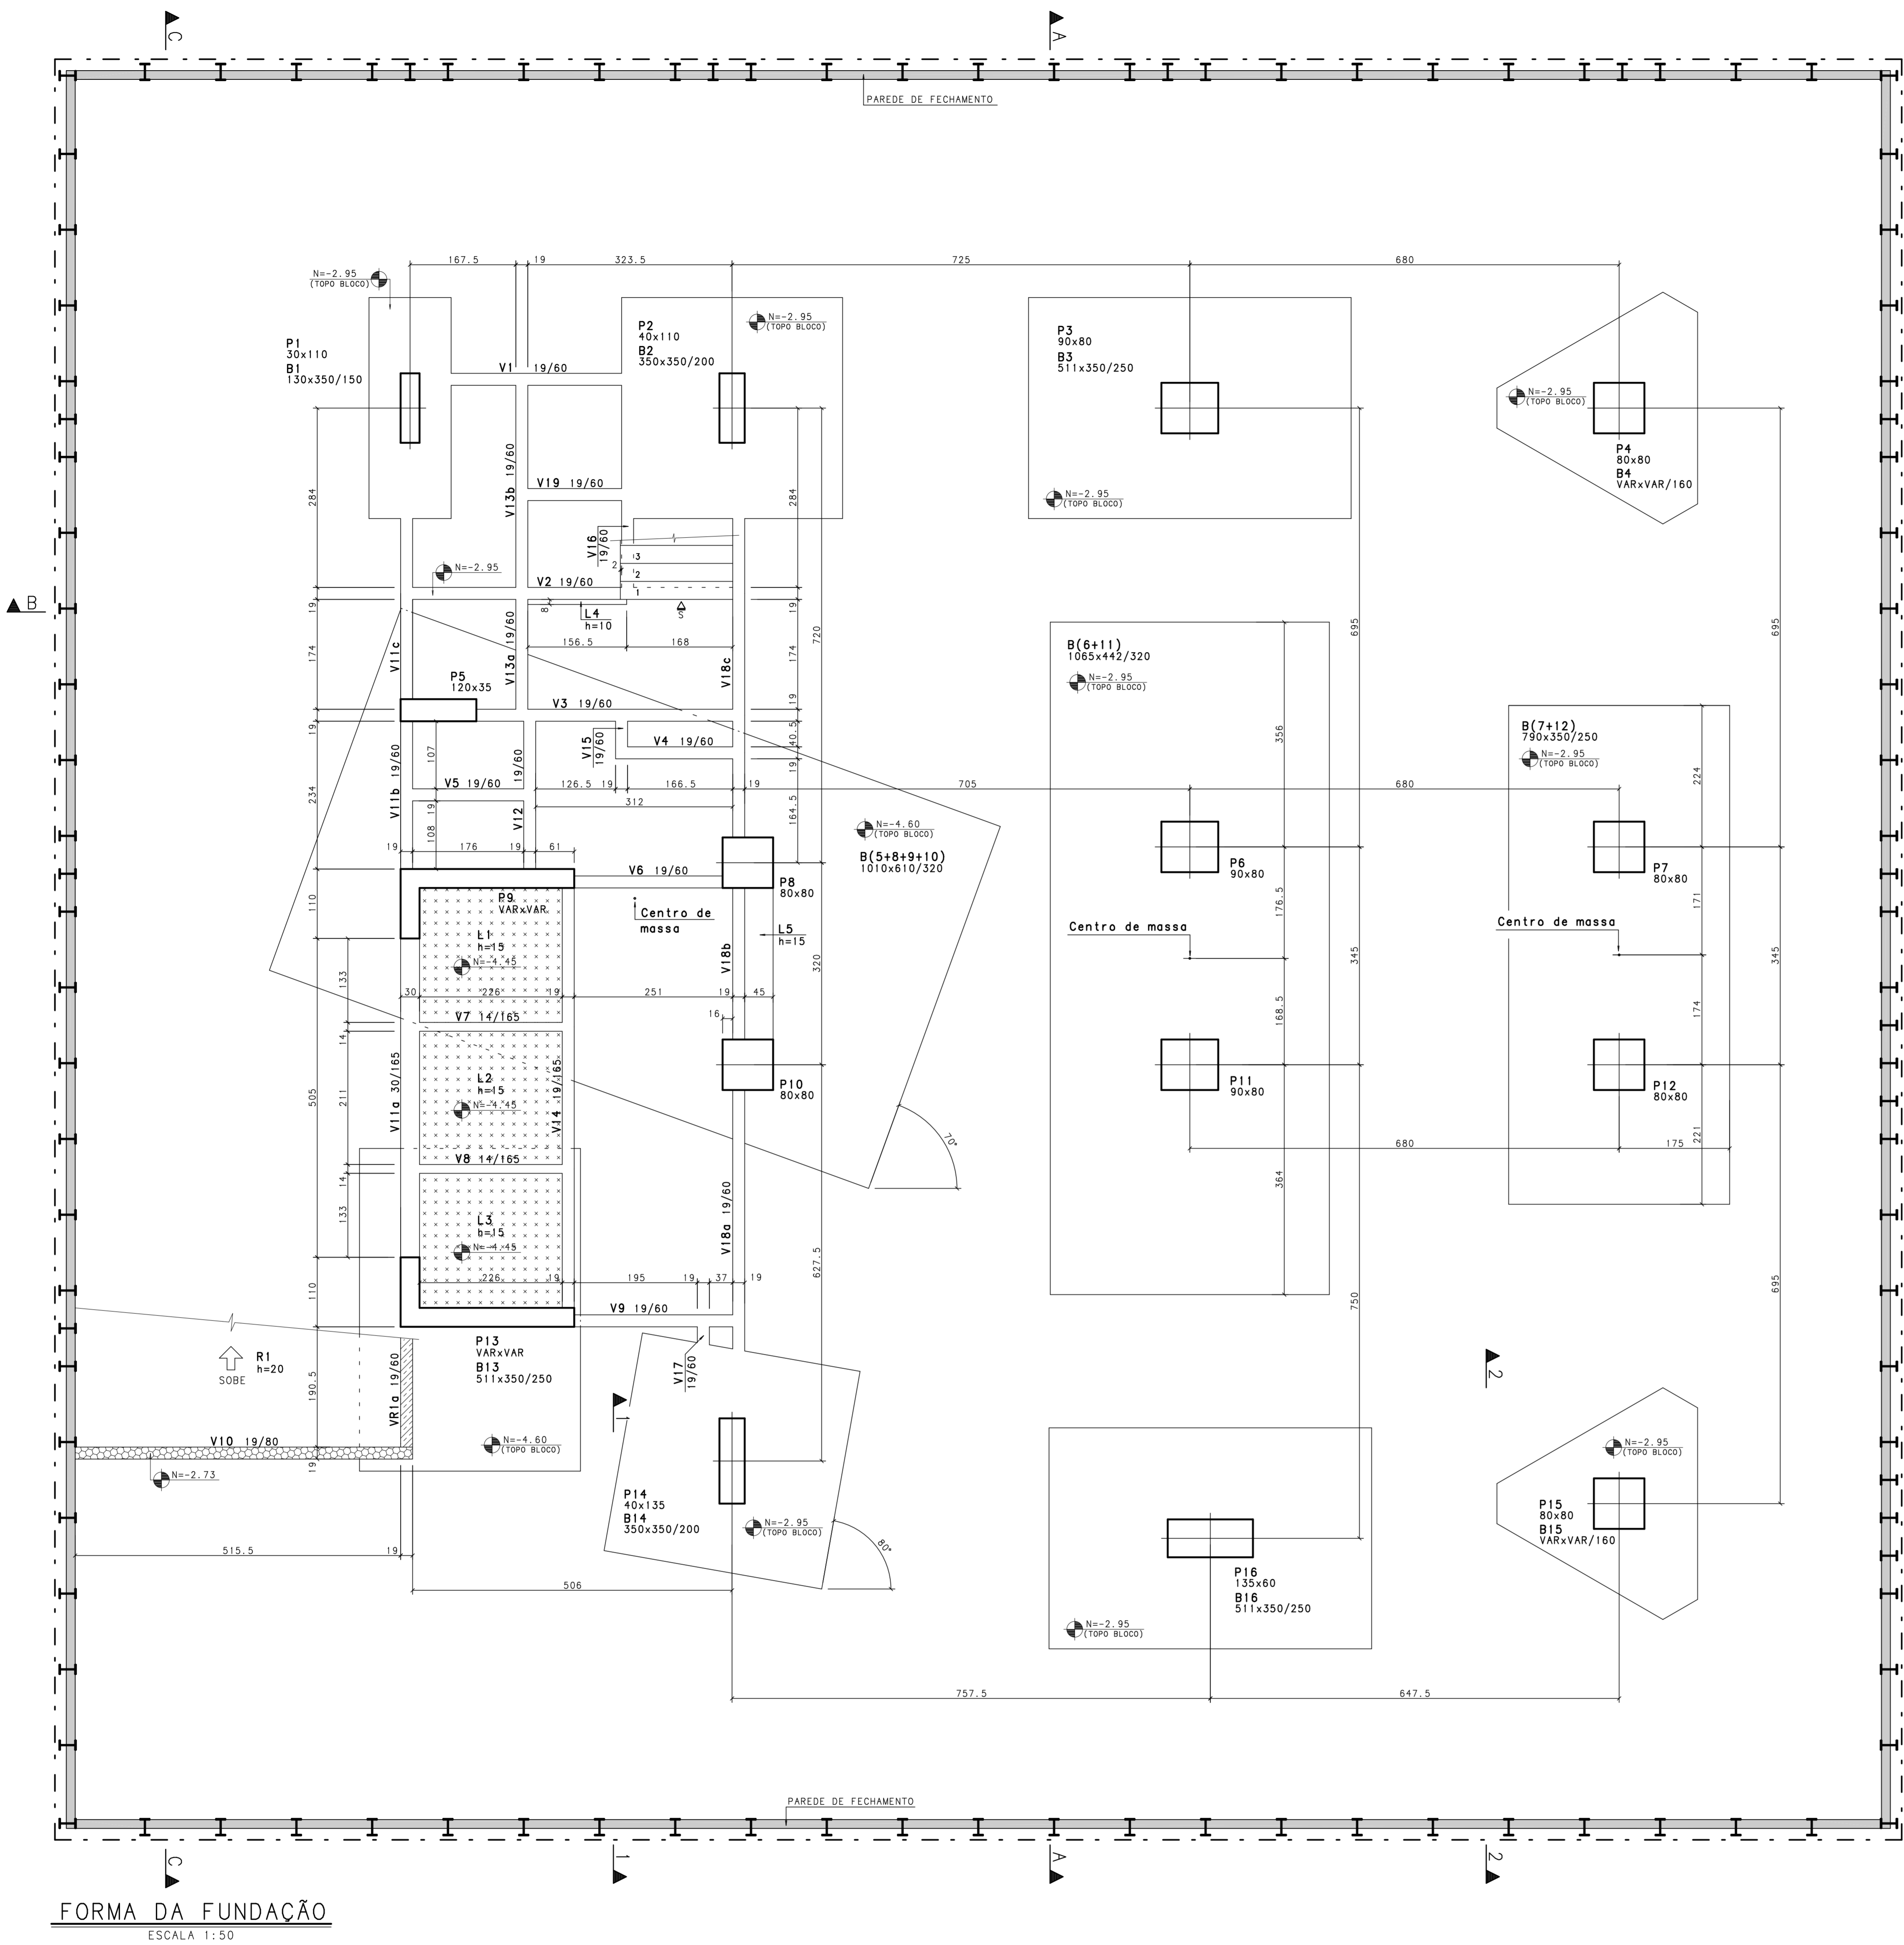 C
A
PAREDE DE FECHAMENTO
167.5
19
323.5
725
680
N=-2.95
(TOPO BLOCO)
P1
30x110
B1
130x350/150
V1 19/60
P2
40x110
B2
350x350/200
N=-2.95
(TOPO BLOCO)
P3
90x80
B3
511x350/250
N=-2.95
(TOPO BLOCO)
N=-2.95
(TOPO BLOCO)
P4
80x80
B4
VARxVAR/160
284
V13b 19/60
V19 19/60
V16
19/60
3
2
2
1
284
N=-2.95
V2 19/60
B
19
8
L4
h=10
S
19
156.5
168
174
V11c
V13a 19/60
V18c
174
720
695
695
P5
120x35
V3 19/60
19
19
B(6+11)
1065x442/320
N=-2.95
(TOPO BLOCO)
356
B(7+12)
790x350/250
N=-2.95
(TOPO BLOCO)
224
107
V15
19/60
V4 19/60
40.5
19
234
V11b 19/60
V5 19/60
19/60
V12
126.5
19
166.5
19
705
680
312
164.5
19
108
19
176
19
61
N=-4.60
(TOPO BLOCO)
B(5+8+9+10)
1010x610/320
V6 19/60
P8
80x80
P6
90x80
P7
80x80
110
P9
VARxVAR
Centro de
massa
L1
h=15
N=-4.45
V18b
L5
h=15
Centro de massa
176.5
Centro de massa
171
133
320
345
345
30
226
19
251
19
45
16
V7 14/165
14
168.5
174
505
V11a 30/165
211
L2
h=15
N=-4.45
V14 19/165
P10
80x80
P11
90x80
P12
80x80
70°
680
175
221
V8 14/165
14
364
133
L3
h=15
N=-4.45
V18a 19/60
627.5
226
19
195
19
37
19
110
V9 19/60
750
695
R1
h=20
SOBE
190.5
VR1a 19/60
P13
VARxVAR
B13
511x350/250
V17
19/60
1
2
V10 19/80
19
N=-2.73
N=-4.60
(TOPO BLOCO)
P14
40x135
B14
350x350/200
N=-2.95
(TOPO BLOCO)
80°
N=-2.95
(TOPO BLOCO)
P15
80x80
B15
VARxVAR/160
515.5
19
506
P16
135x60
B16
511x350/250
N=-2.95
(TOPO BLOCO)
757.5
647.5
PAREDE DE FECHAMENTO
C
1
A
2
FORMA DA FUNDAÇÃO
ESCALA 1:50